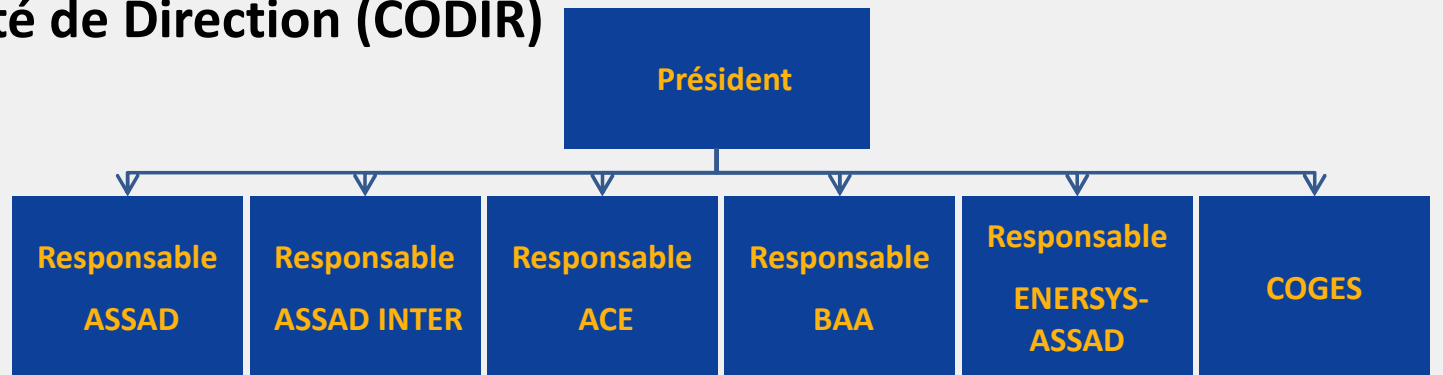 té de Direction (CODIR)
Président
Responsable
ASSAD
Responsable
ASSAD INTER
Responsable
ACE
Responsable
BAA
Responsable
ENERSYS-
ASSAD
COGES